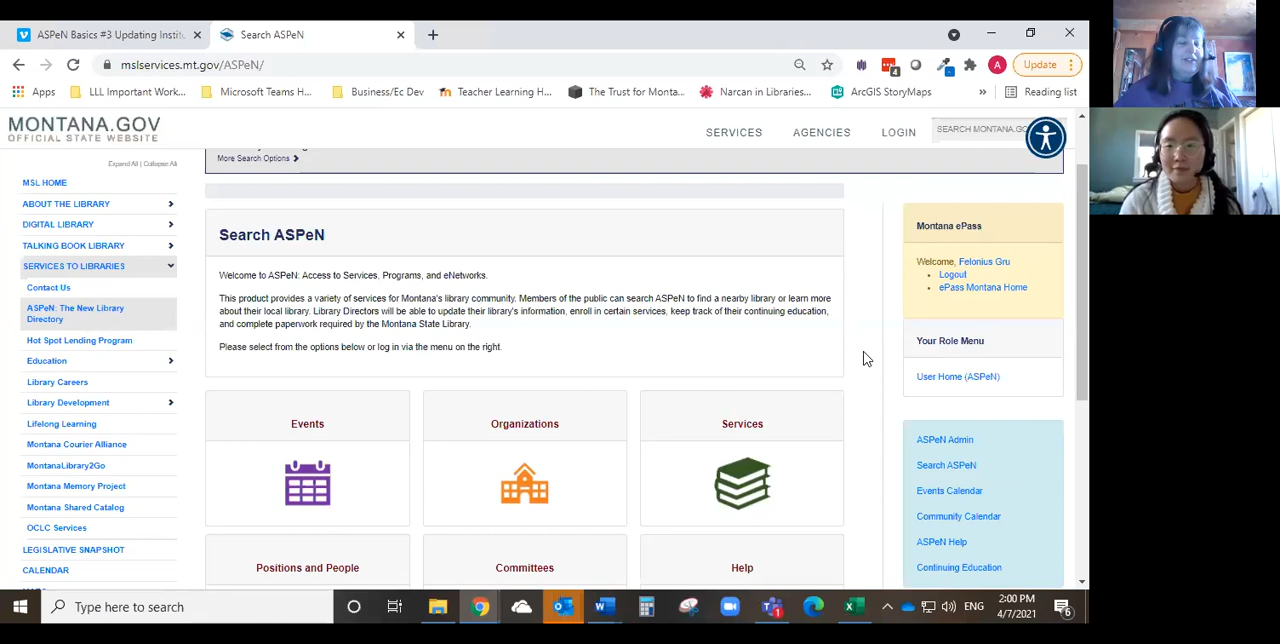 ASPeN Basics #3 Updating Institu
Search ASPeN
mslservices.mt.gov/ASPeN/
A
Update
Apps
LLL Important Work...
Microsoft Teams H...
Business/Ec Dev
Teacher Learning H...
The Trust for Monta...
Narcan in Libraries...
ArcGIS StoryMaps
»
Reading list
MONTANA.GOV
OFFICIAL STATE WEBSITE
SERVICES
AGENCIES
LOGIN
SEARCH MONTANA.GO
Expand All | Collapse All
More Search Options
MSL HOME
ABOUT THE LIBRARY
DIGITAL LIBRARY
TALKING BOOK LIBRARY
SERVICES TO LIBRARIES
Contact Us
ASPeN: The New Library
Directory
Hot Spot Lending Program
Education
Library Careers
Library Development
Lifelong Learning
Montana Courier Alliance
MontanaLibrary2Go
Montana Memory Project
Montana Shared Catalog
OCLC Services
LEGISLATIVE SNAPSHOT
CALENDAR
Search ASPeN
Welcome to ASPeN: Access to Services, Programs, and eNetworks.
This product provides a variety of services for Montana's library community. Members of the public can search ASPeN to find a nearby library or learn more
about their local library. Library Directors will be able to update their library's information, enroll in certain services, keep track of their continuing education,
and complete paperwork required by the Montana State Library.
Please select from the options below or log in via the menu on the right.
Events
Organizations
Services
Positions and People
Committees
Help
Montana ePass
Welcome, Felonius Gru
Logout
ePass Montana Home
Your Role Menu
User Home (ASPeN)
ASPeN Admin
Search ASPeN
Events Calendar
Community Calendar
ASPeN Help
Continuing Education
Type here to search
ENG
2:00 PM
4/7/2021
6